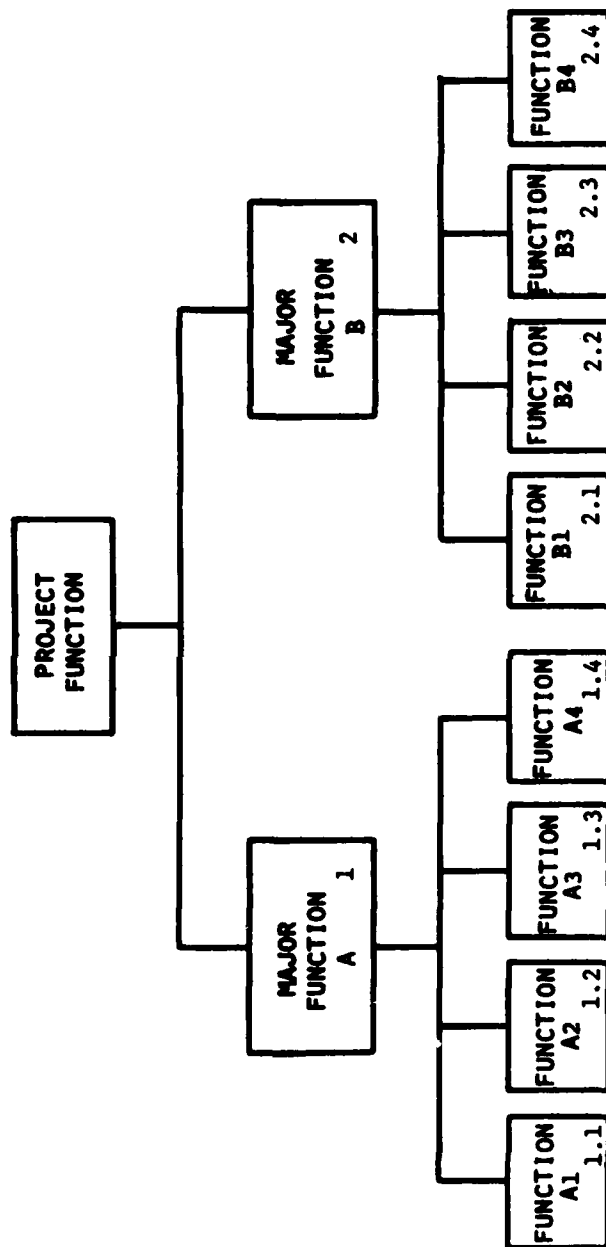 PROJECT
FUNCTION
MAJOR
FUNCTION
A
1
MAJOR
FUNCTION
B
2
FUNCTION
A1
1.1
FUNCTION
A2
1.2
FUNCTION
A3
1.3
FUNCTION
A4
1.4
FUNCTION
B1
2.1
FUNCTION
B2
2.2
FUNCTION
B3
2.3
FUNCTION
B4
2.4